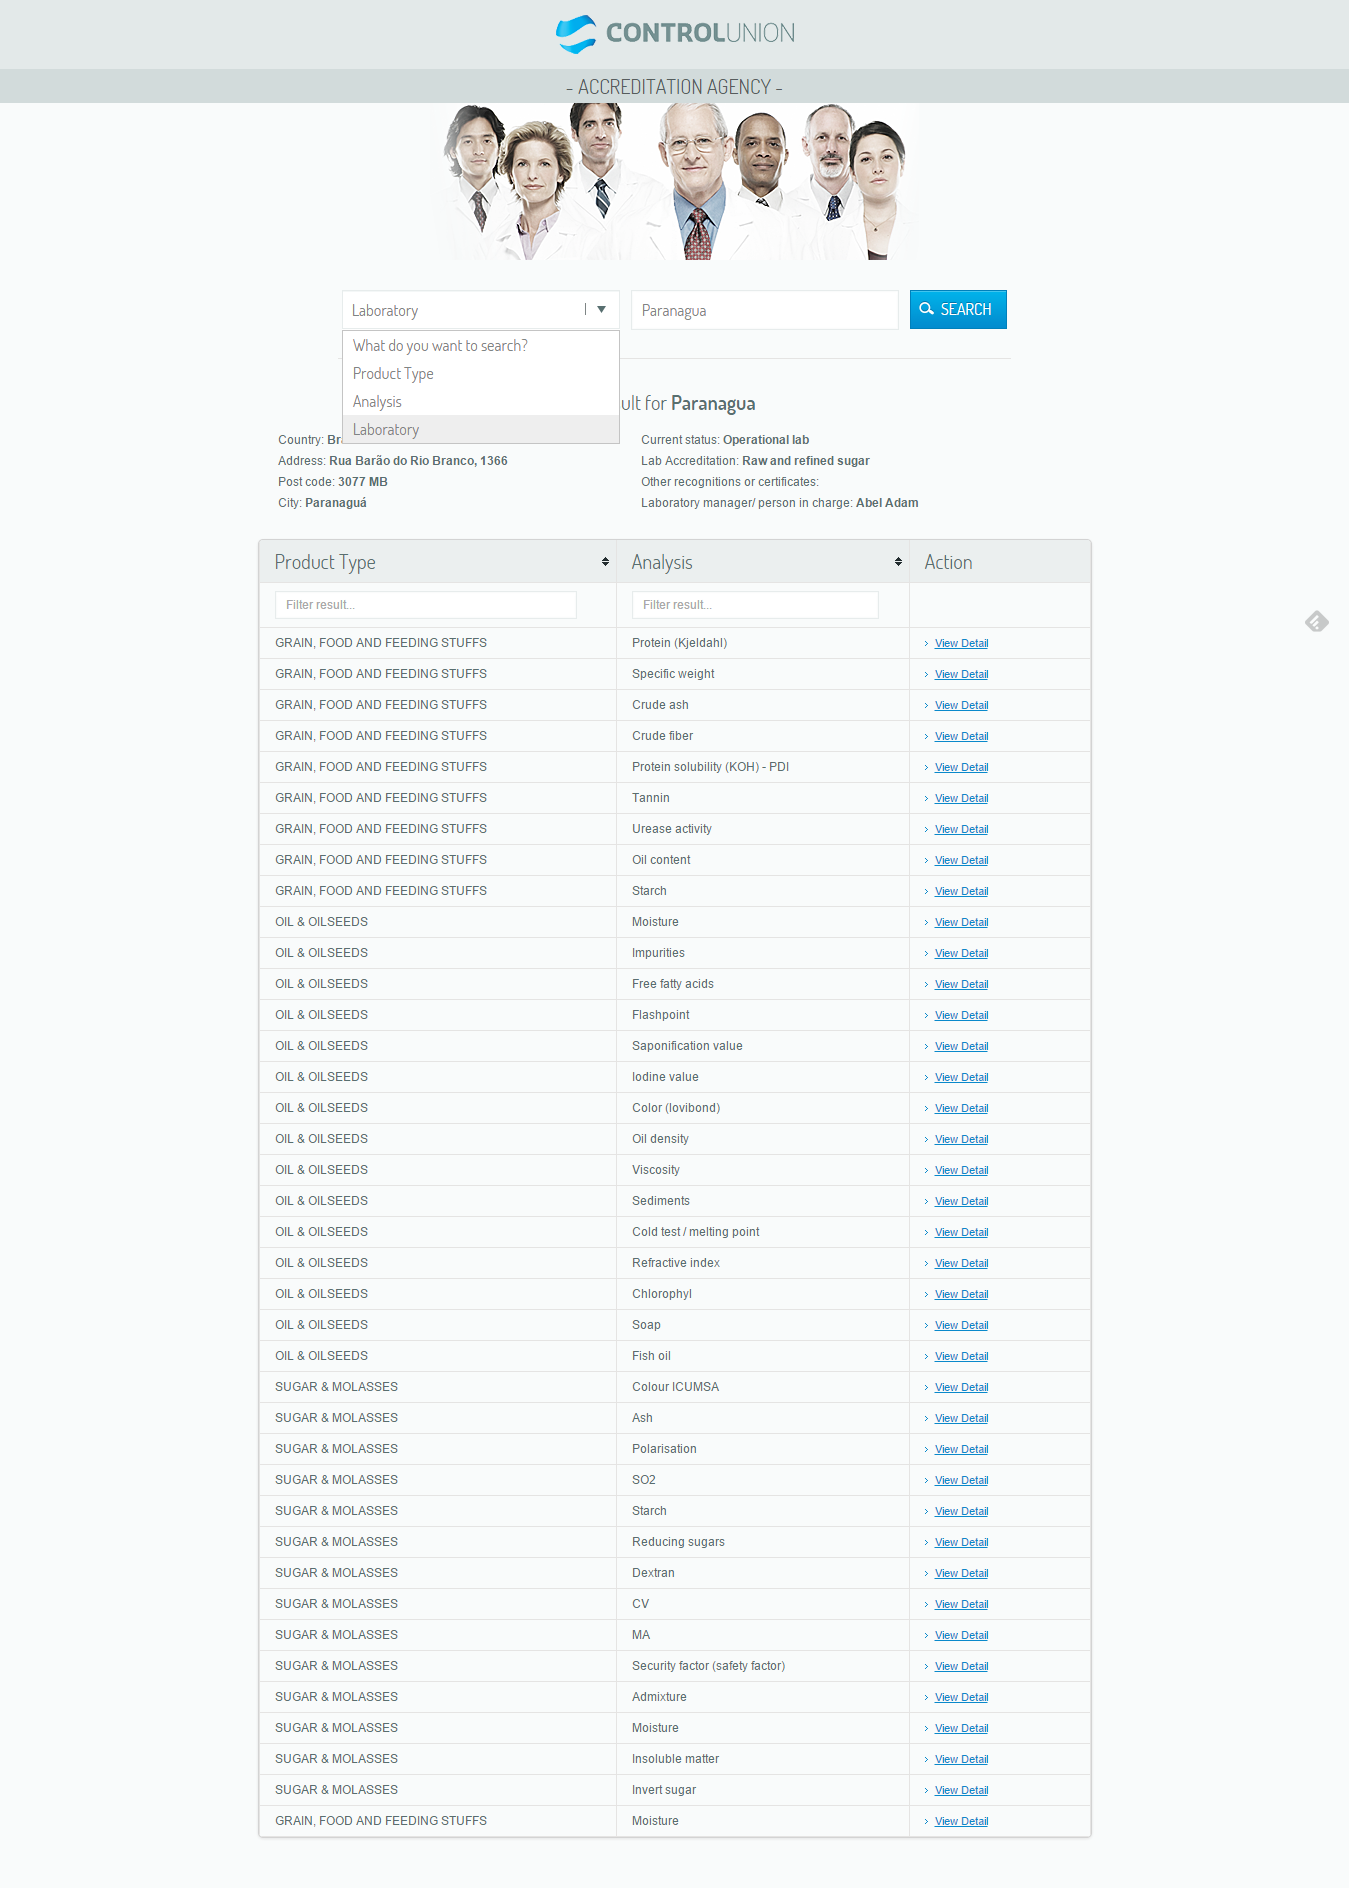 CONTROLUNION
- ACCREDITATION AGENCY -
Laboratory
Paranagua
SEARCH
What do you want to search?
Product Type
Analysis
Laboratory
ult for Paranagua
Country: Br
Current status: Operational lab
Address: Rua Barão do Rio Branco, 1366
Lab Accreditation: Raw and refined sugar
Post code: 3077 MB
Other recognitions or certificates:
City: Paranaguá
Laboratory manager/ person in charge: Abel Adam
Product Type Analysis Action
Filter result... Filter result...
GRAIN, FOOD AND FEEDING STUFFS Protein (Kjeldahl) View Detail
GRAIN, FOOD AND FEEDING STUFFS Specific weight View Detail
GRAIN, FOOD AND FEEDING STUFFS Crude ash View Detail
GRAIN, FOOD AND FEEDING STUFFS Crude fiber View Detail
GRAIN, FOOD AND FEEDING STUFFS Protein solubility (KOH) - PDI View Detail
GRAIN, FOOD AND FEEDING STUFFS Tannin View Detail
GRAIN, FOOD AND FEEDING STUFFS Urease activity View Detail
GRAIN, FOOD AND FEEDING STUFFS Oil content View Detail
GRAIN, FOOD AND FEEDING STUFFS Starch View Detail
OIL & OILSEEDS Moisture View Detail
OIL & OILSEEDS Impurities View Detail
OIL & OILSEEDS Free fatty acids View Detail
OIL & OILSEEDS Flashpoint View Detail
OIL & OILSEEDS Saponification value View Detail
OIL & OILSEEDS Iodine value View Detail
OIL & OILSEEDS Color (lovibond) View Detail
OIL & OILSEEDS Oil density View Detail
OIL & OILSEEDS Viscosity View Detail
OIL & OILSEEDS Sediments View Detail
OIL & OILSEEDS Cold test / melting point View Detail
OIL & OILSEEDS Refractive index View Detail
OIL & OILSEEDS Chlorophyl View Detail
OIL & OILSEEDS Soap View Detail
OIL & OILSEEDS Fish oil View Detail
SUGAR & MOLASSES Colour ICUMSA View Detail
SUGAR & MOLASSES Ash View Detail
SUGAR & MOLASSES Polarisation View Detail
SUGAR & MOLASSES SO2 View Detail
SUGAR & MOLASSES Starch View Detail
SUGAR & MOLASSES Reducing sugars View Detail
SUGAR & MOLASSES Dextran View Detail
SUGAR & MOLASSES CV View Detail
SUGAR & MOLASSES MA View Detail
SUGAR & MOLASSES Security factor (safety factor) View Detail
SUGAR & MOLASSES Admixture View Detail
SUGAR & MOLASSES Moisture View Detail
SUGAR & MOLASSES Insoluble matter View Detail
SUGAR & MOLASSES Invert sugar View Detail
GRAIN, FOOD AND FEEDING STUFFS Moisture View Detail